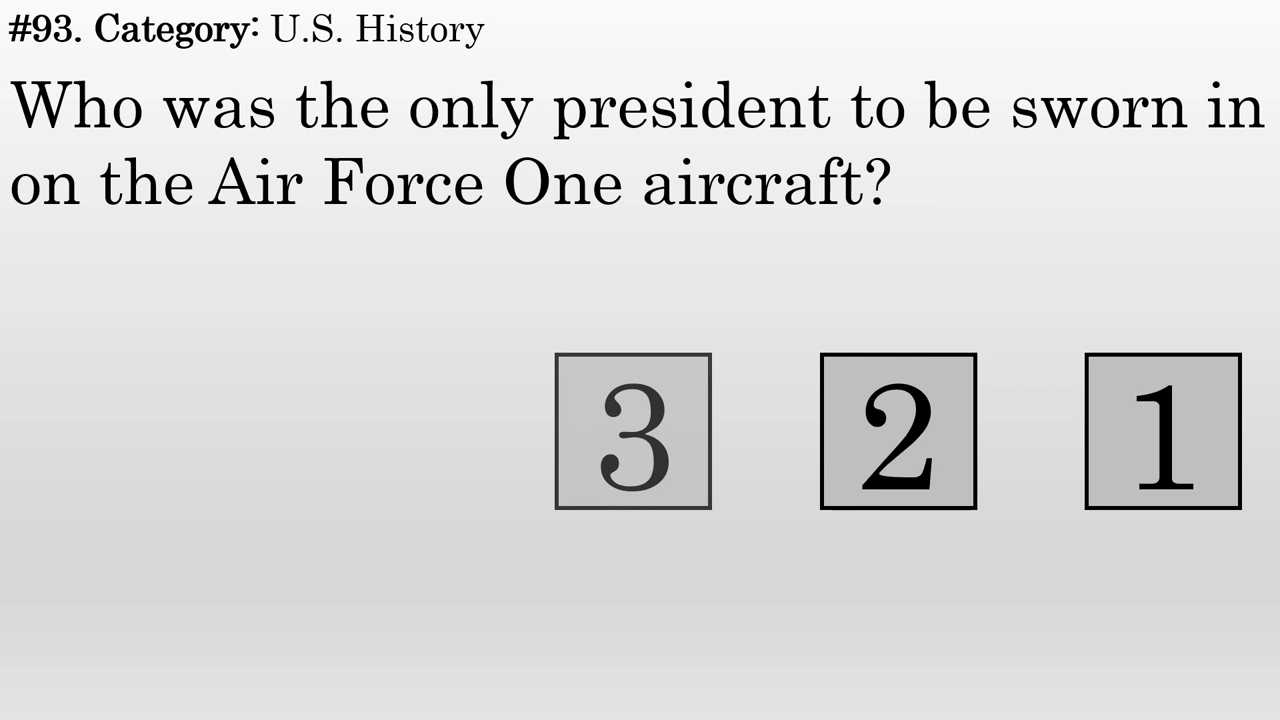 #93. Category: U.S. History
Who was the only president to be sworn in
on the Air Force One aircraft?
3 2 1